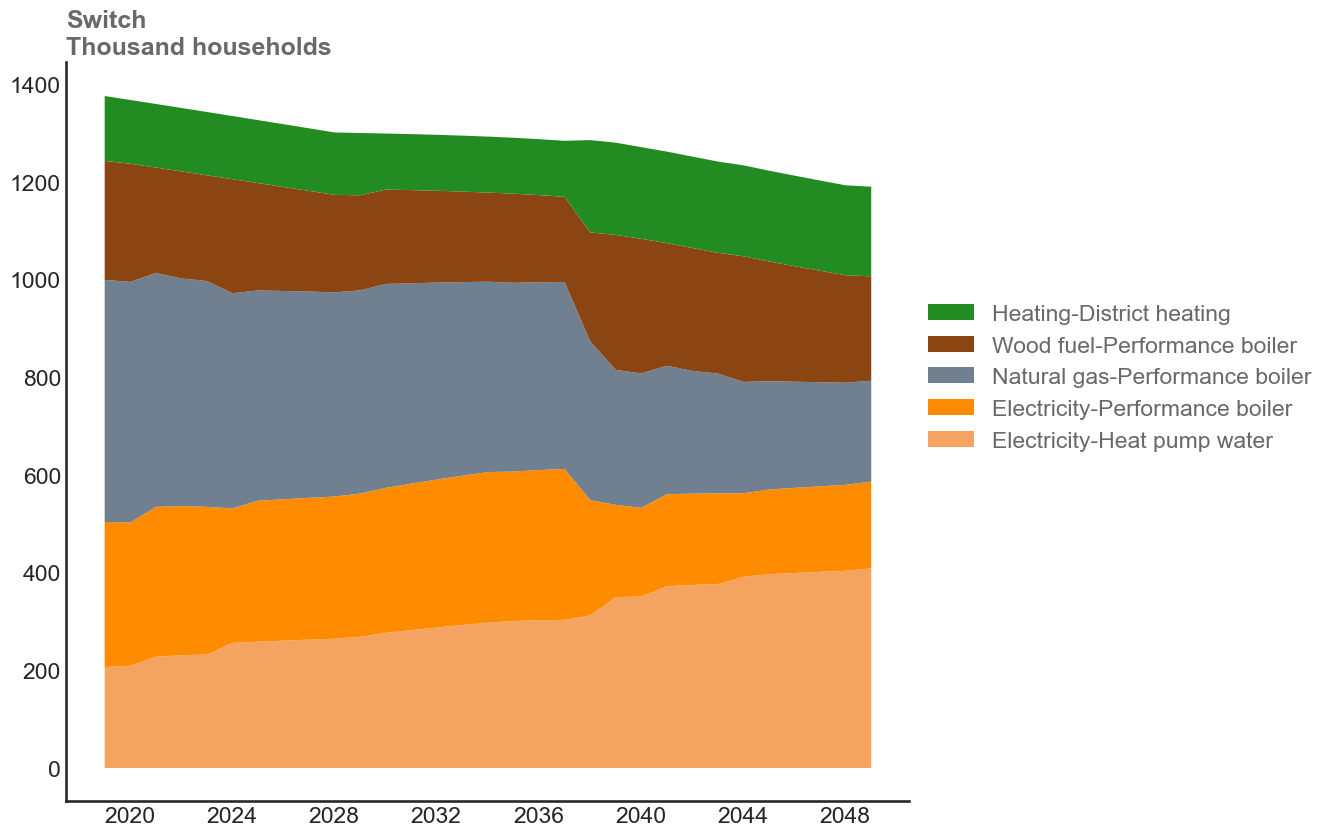 Switch
Thousand households
1400
1200
1000
800
600
400
200
0
2020 2024 2028 2032 2036 2040 2044 2048
Heating-District heating
Wood fuel-Performance boiler
Natural gas-Performance boiler
Electricity-Performance boiler
Electricity-Heat pump water